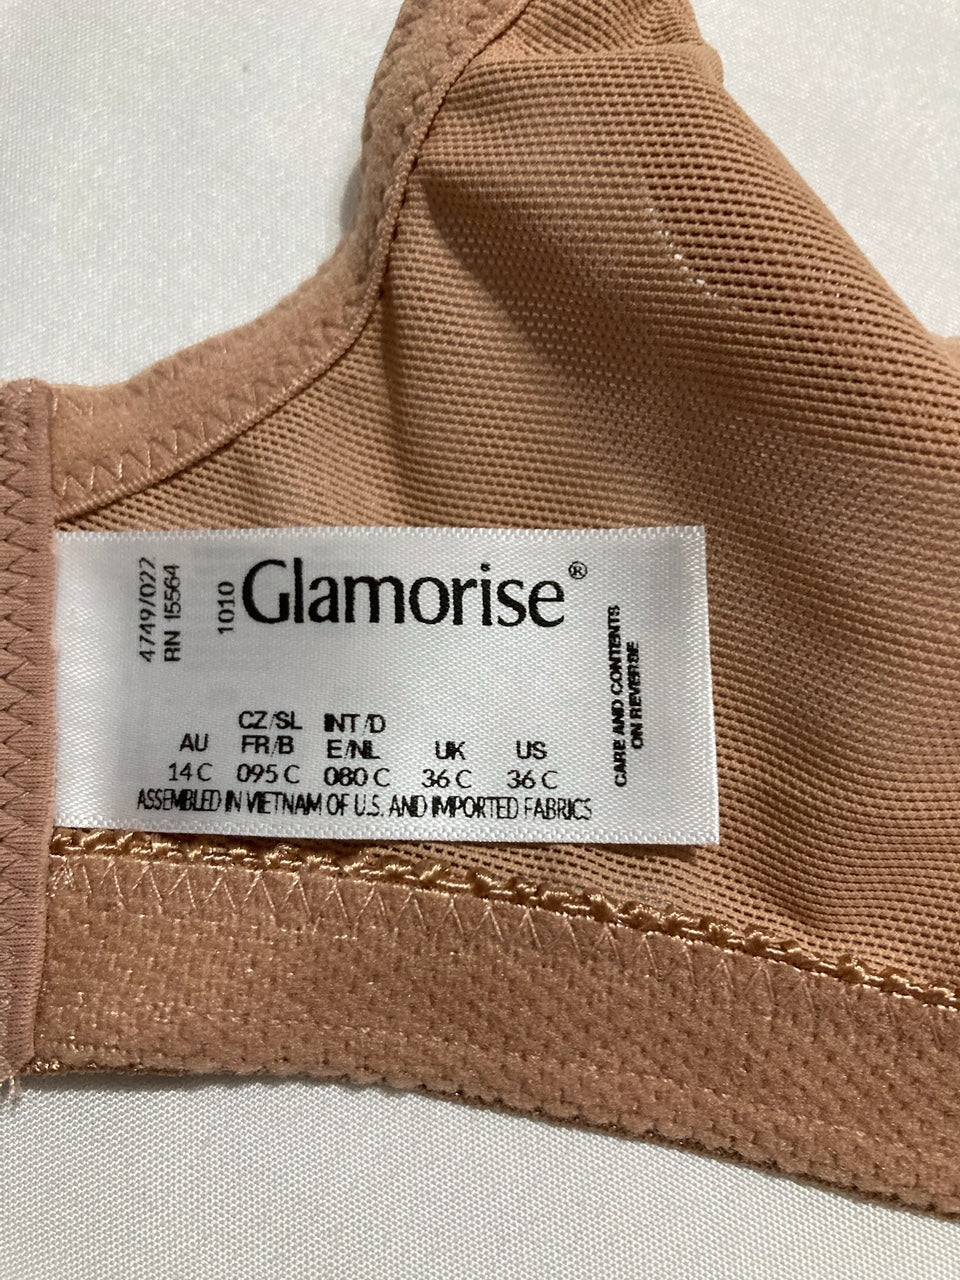 4749/022
RN 15564
1010
Glamorise®
CZ/SL INT/D
AU FR/B E/NL UK US
14 C 095 C 080 C 36 C 36 C
ASSEMBLED IN VIETNAM OF U.S. AND IMPORTED FABRICS
CARE AND CONTENTS
ON REVERSE